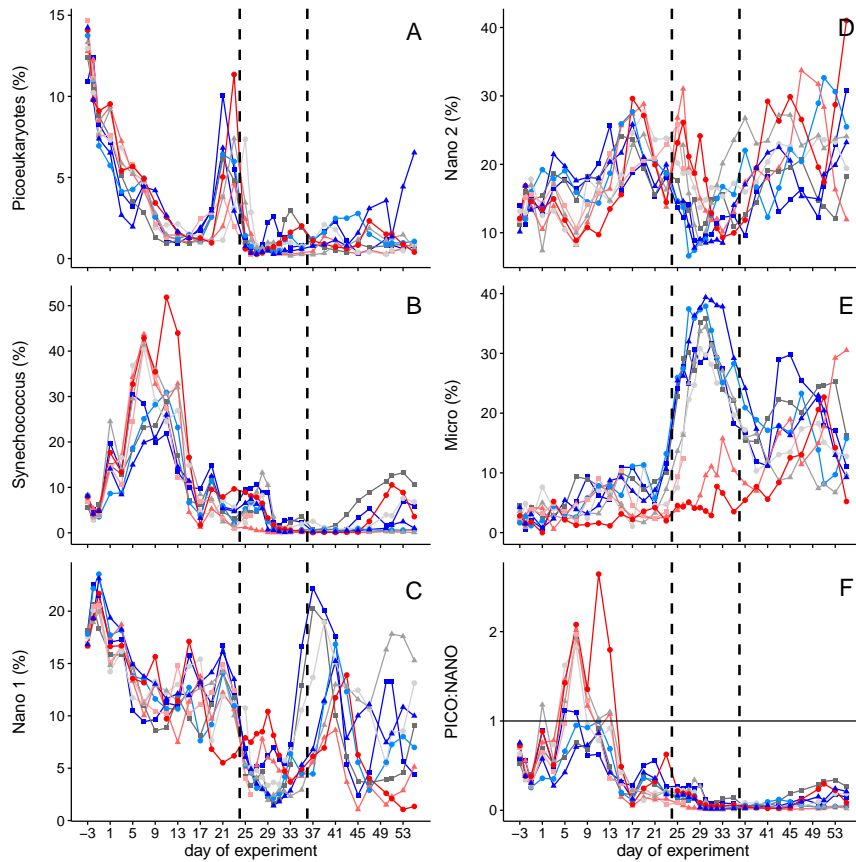 A
Picoeukaryotes (%)
15
10
5
0
D
Nano 2 (%)
40
30
20
10
B
Synechococcus (%)
50
40
30
20
10
0
E
Micro (%)
40
30
20
10
0
C
Nano 1 (%)
20
15
10
5
0
−3 1 5 9 13 17 21 25 29 33 37 41 45 49 53
day of experiment
F
PICO:NANO
2
1
0
−3 1 5 9 13 17 21 25 29 33 37 41 45 49 53
day of experiment